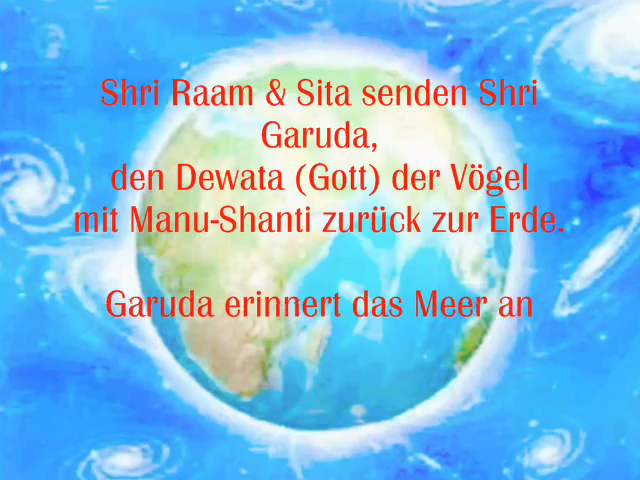 Shri Raam & Sita senden Shri
Garuda,
den Dewata (Gott) der Vögel
mit Manu-Shanti zurück zur Erde.
Garuda erinnert das Meer an